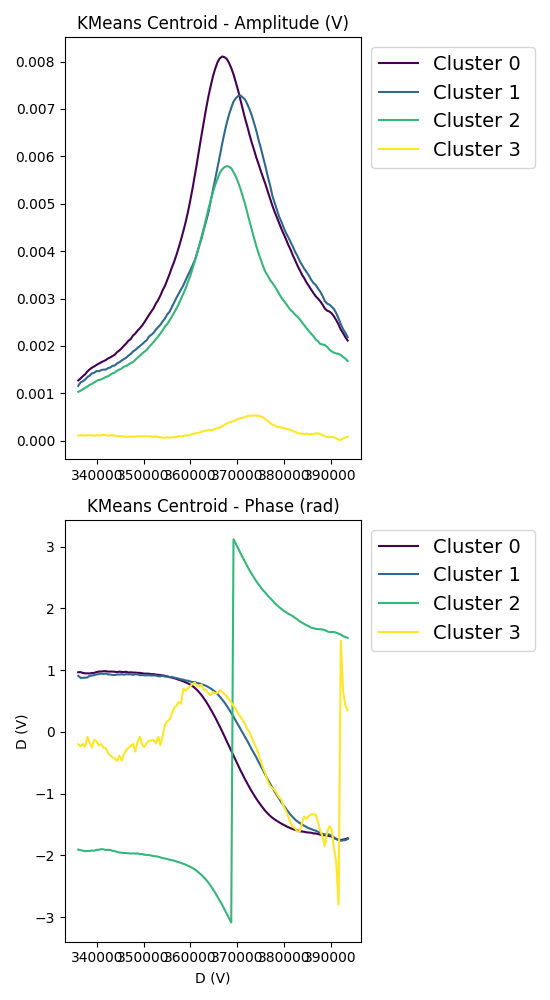 KMeans Centroid - Amplitude (V)
0.008
0.007
0.006
0.005
0.004
0.003
0.002
0.001
0.000
340000 350000 360000 370000 380000 390000
Cluster 0
Cluster 1
Cluster 2
Cluster 3
KMeans Centroid - Phase (rad)
D (V)
3
2
1
0
−1
−2
−3
340000 350000 360000 370000 380000 390000
D (V)
Cluster 0
Cluster 1
Cluster 2
Cluster 3